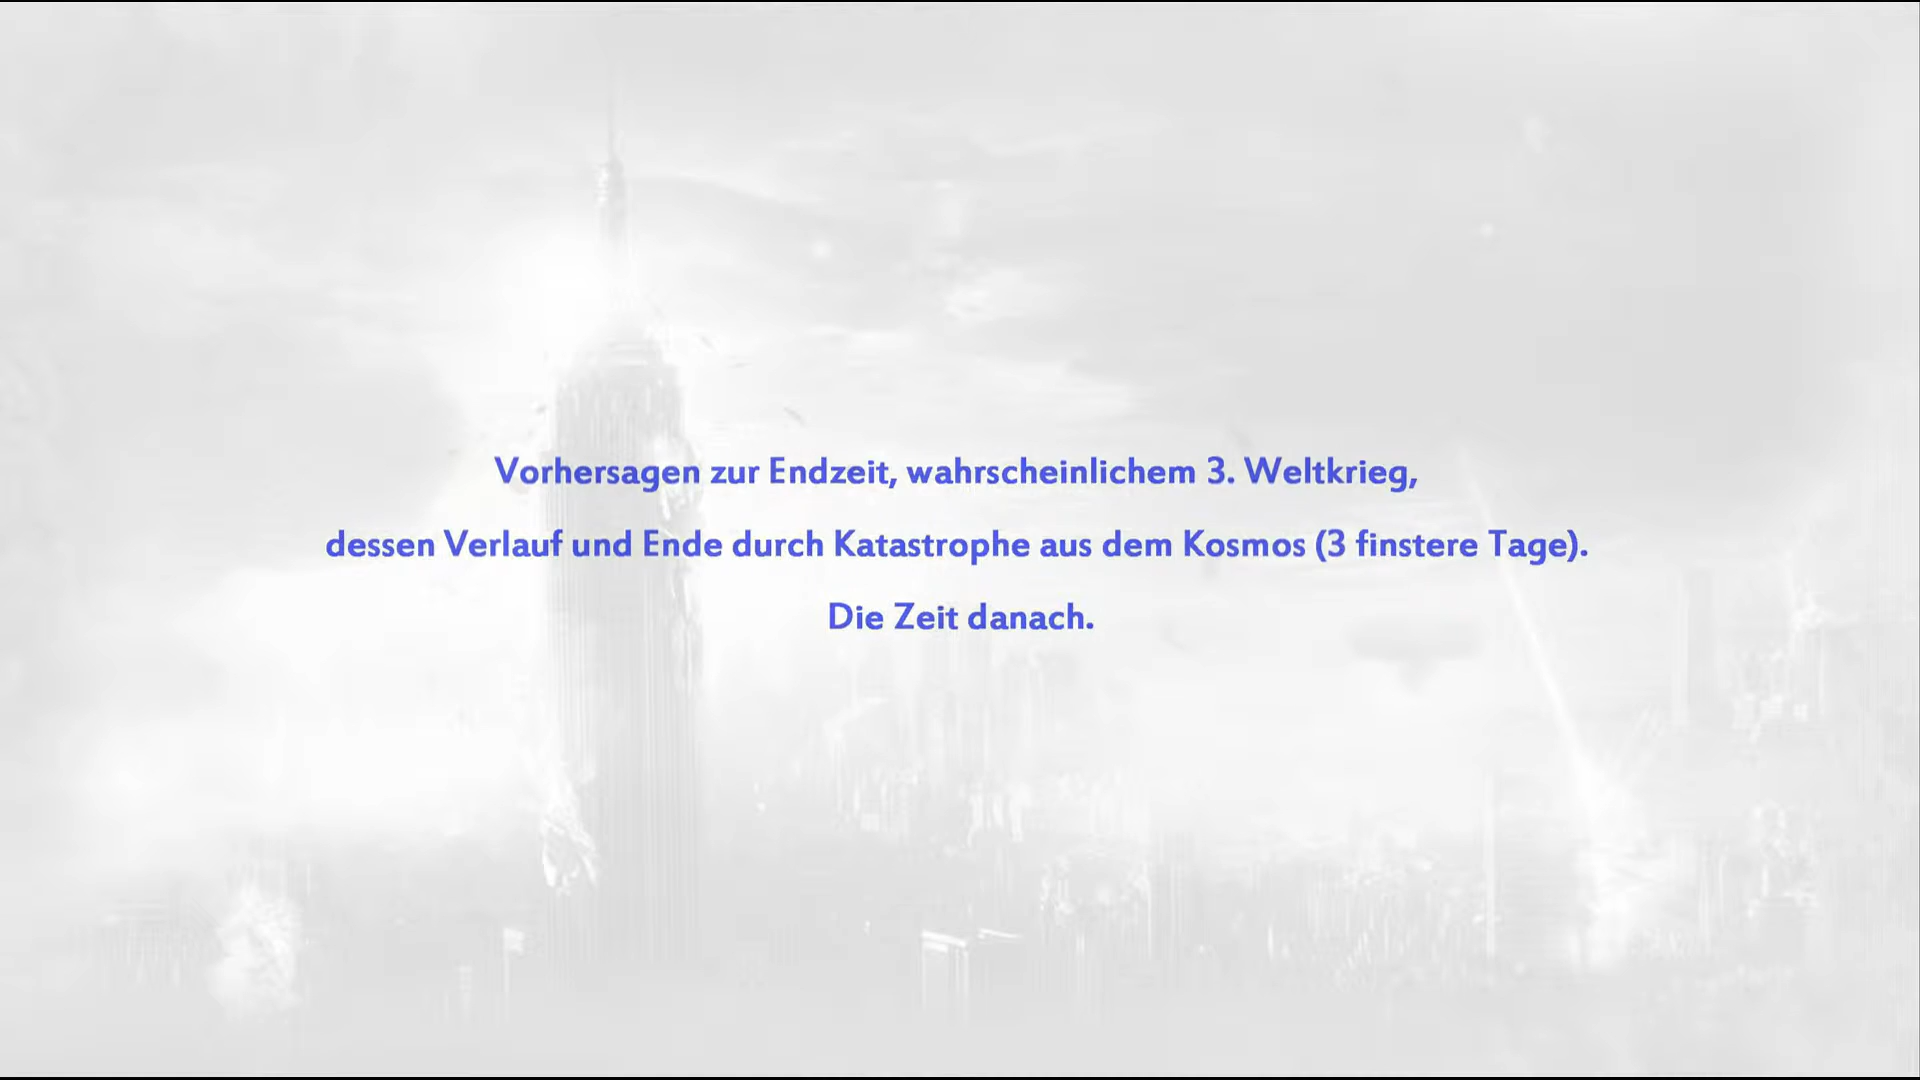 Vorhersagen zur Endzeit, wahrscheinlichem 3. Weltkrieg,
dessen Verlauf und Ende durch Katastrophe aus dem Kosmos (3 finstere Tage).
Die Zeit danach.